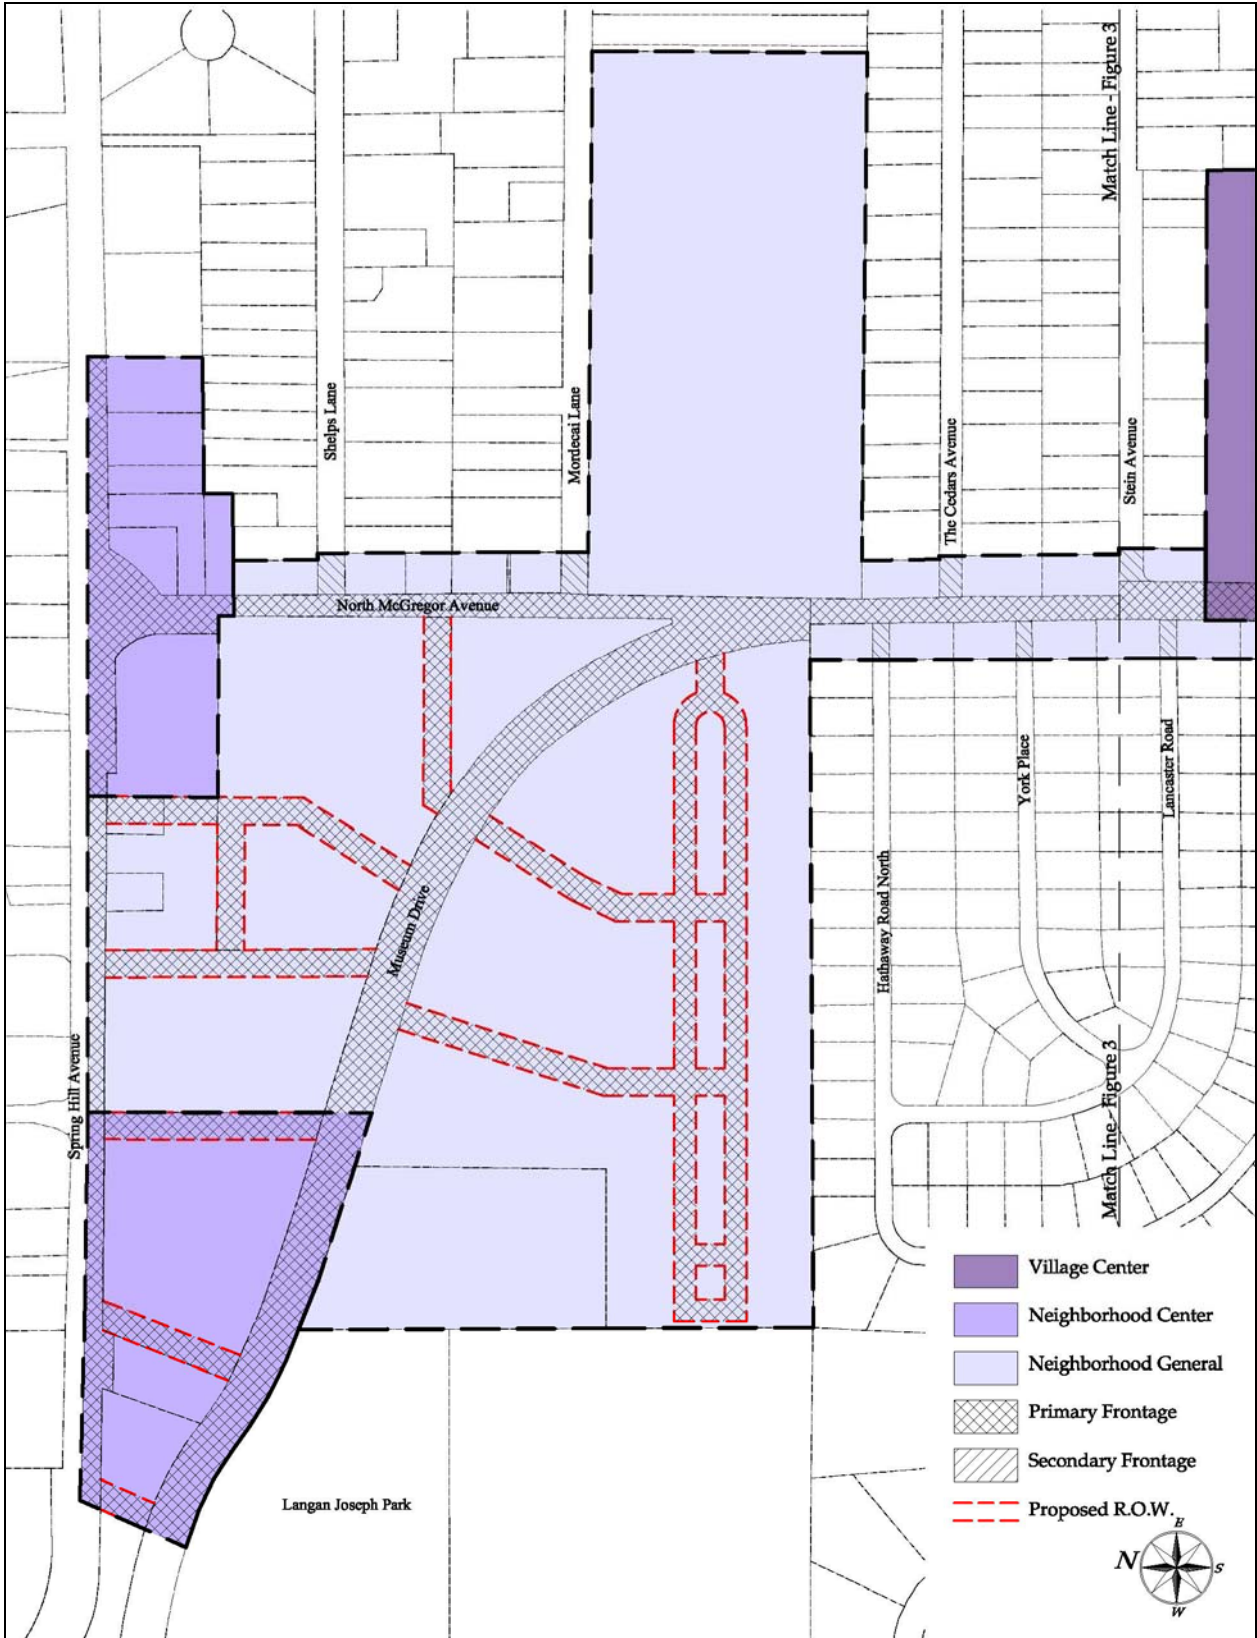 Match Line - Figure 3
Shelps Lane
Mordecai Lane
The Cedars Avenue
Stein Avenue
North McGregor Avenue
York Place
Lancaster Road
Hathaway Road North
Museum Drive
Spring Hill Avenue
Match Line - Figure 3
Village Center
Neighborhood Center
Neighborhood General
Primary Frontage
Secondary Frontage
Proposed R.O.W.
Langan Joseph Park
E
N
S
W